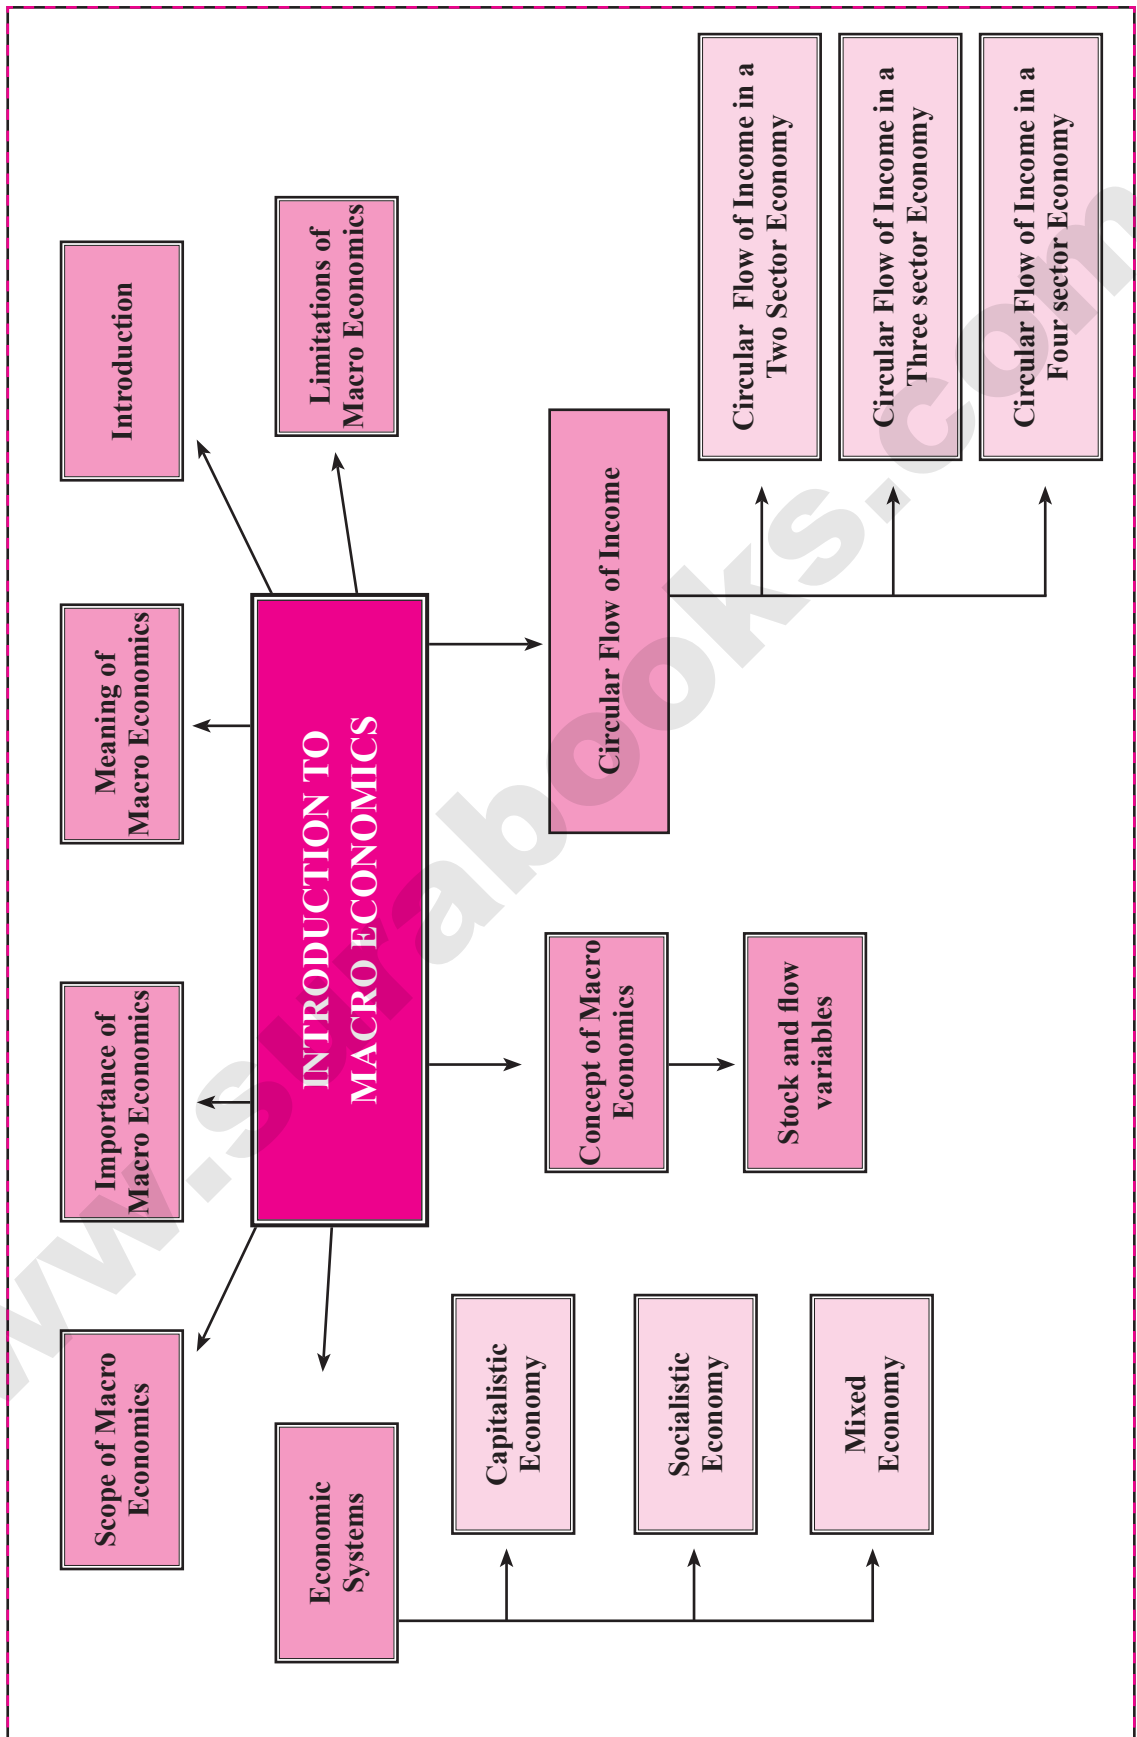 Scope of Macro
Economics
Importance of
Macro Economics
Meaning of
Macro Economics
Introduction
Economic
Systems
INTRODUCTION TO
MACRO ECONOMICS
Limitations of
Macro Economics
Capitalistic
Economy
Socialistic
Economy
Mixed
Economy
Concept of Macro
Economics
Stock and flow
variables
Circular Flow of Income
Circular Flow of Income in a
Two Sector Economy
Circular Flow of Income in a
Three sector Economy
Circular Flow of Income in a
Four sector Economy
www.surabooks.com